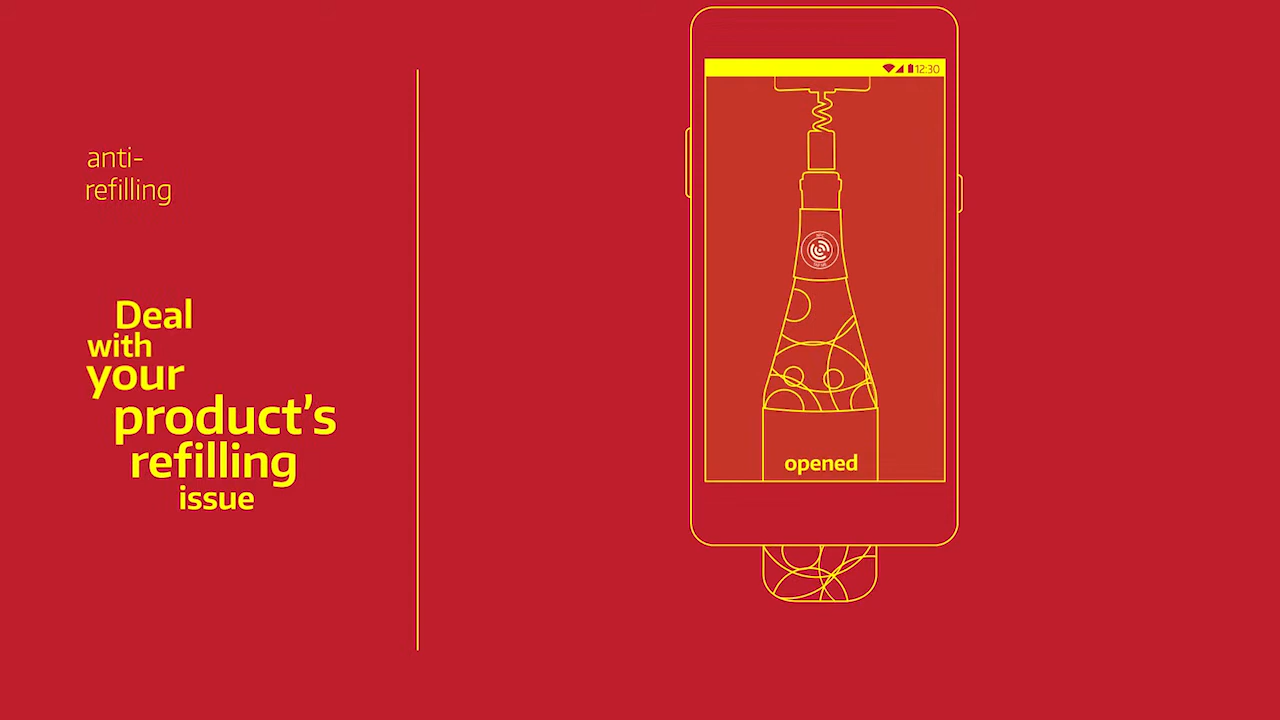 anti-
refilling
Deal
with
your
product's
refilling
issue
12:30
opened